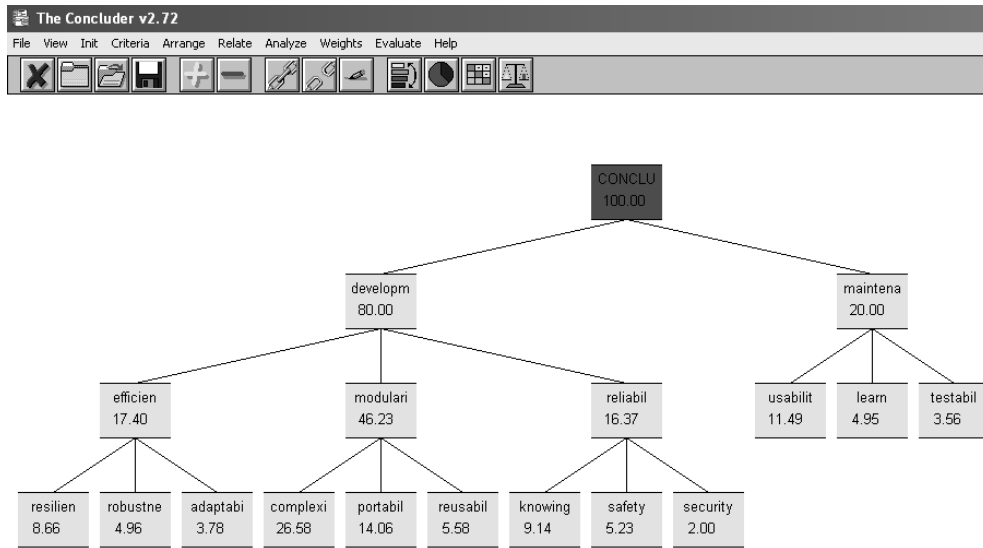 The Concluder v2.72
File View Init Criteria Arrange Relate Analyze Weights Evaluate Help
CONCLU
100.00
developm
80.00
maintena
20.00
efficien
17.40
modulari
46.23
reliabil
16.37
usabilit
11.49
learn
4.95
testabil
3.56
resilien
8.66
robustne
4.96
adaptabi
3.78
complexi
26.58
portabil
14.06
reusabil
5.58
knowing
9.14
safety
5.23
security
2.00